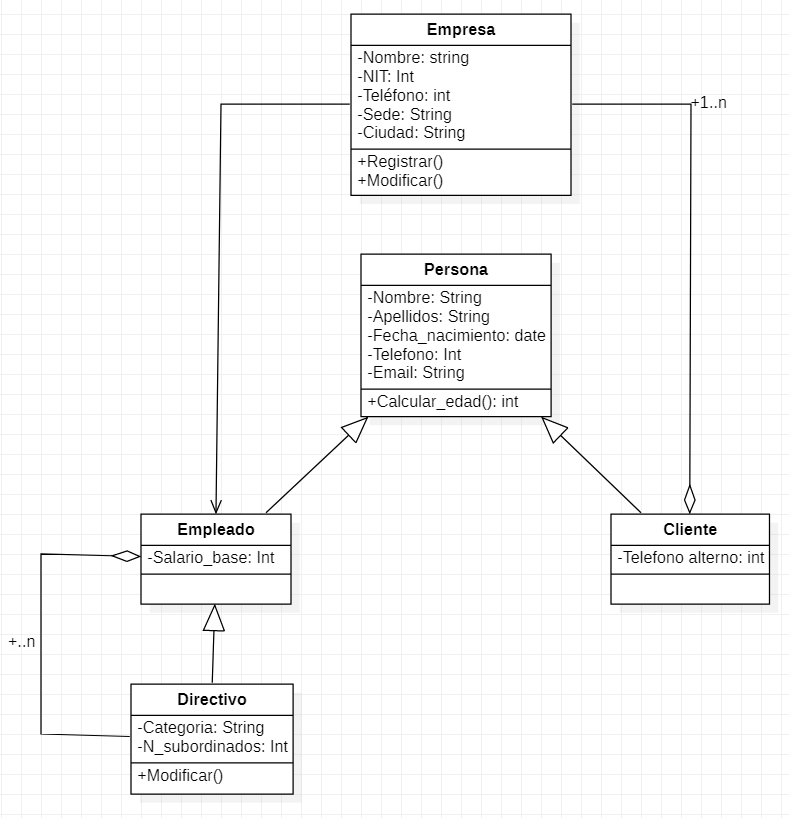 Empresa
-Nombre: string
-NIT: Int
-Teléfono: int
-Sede: String
-Ciudad: String
+Registrar()
+Modificar()
+1..n
Persona
-Nombre: String
-Apellidos: String
-Fecha_nacimiento: date
-Telefono: Int
-Email: String
+Calcular_edad(): int
Empleado
-Salario_base: Int
Cliente
-Telefono alterno: int
+..n
Directivo
-Categoria: String
-N_subordinados: Int
+Modificar()